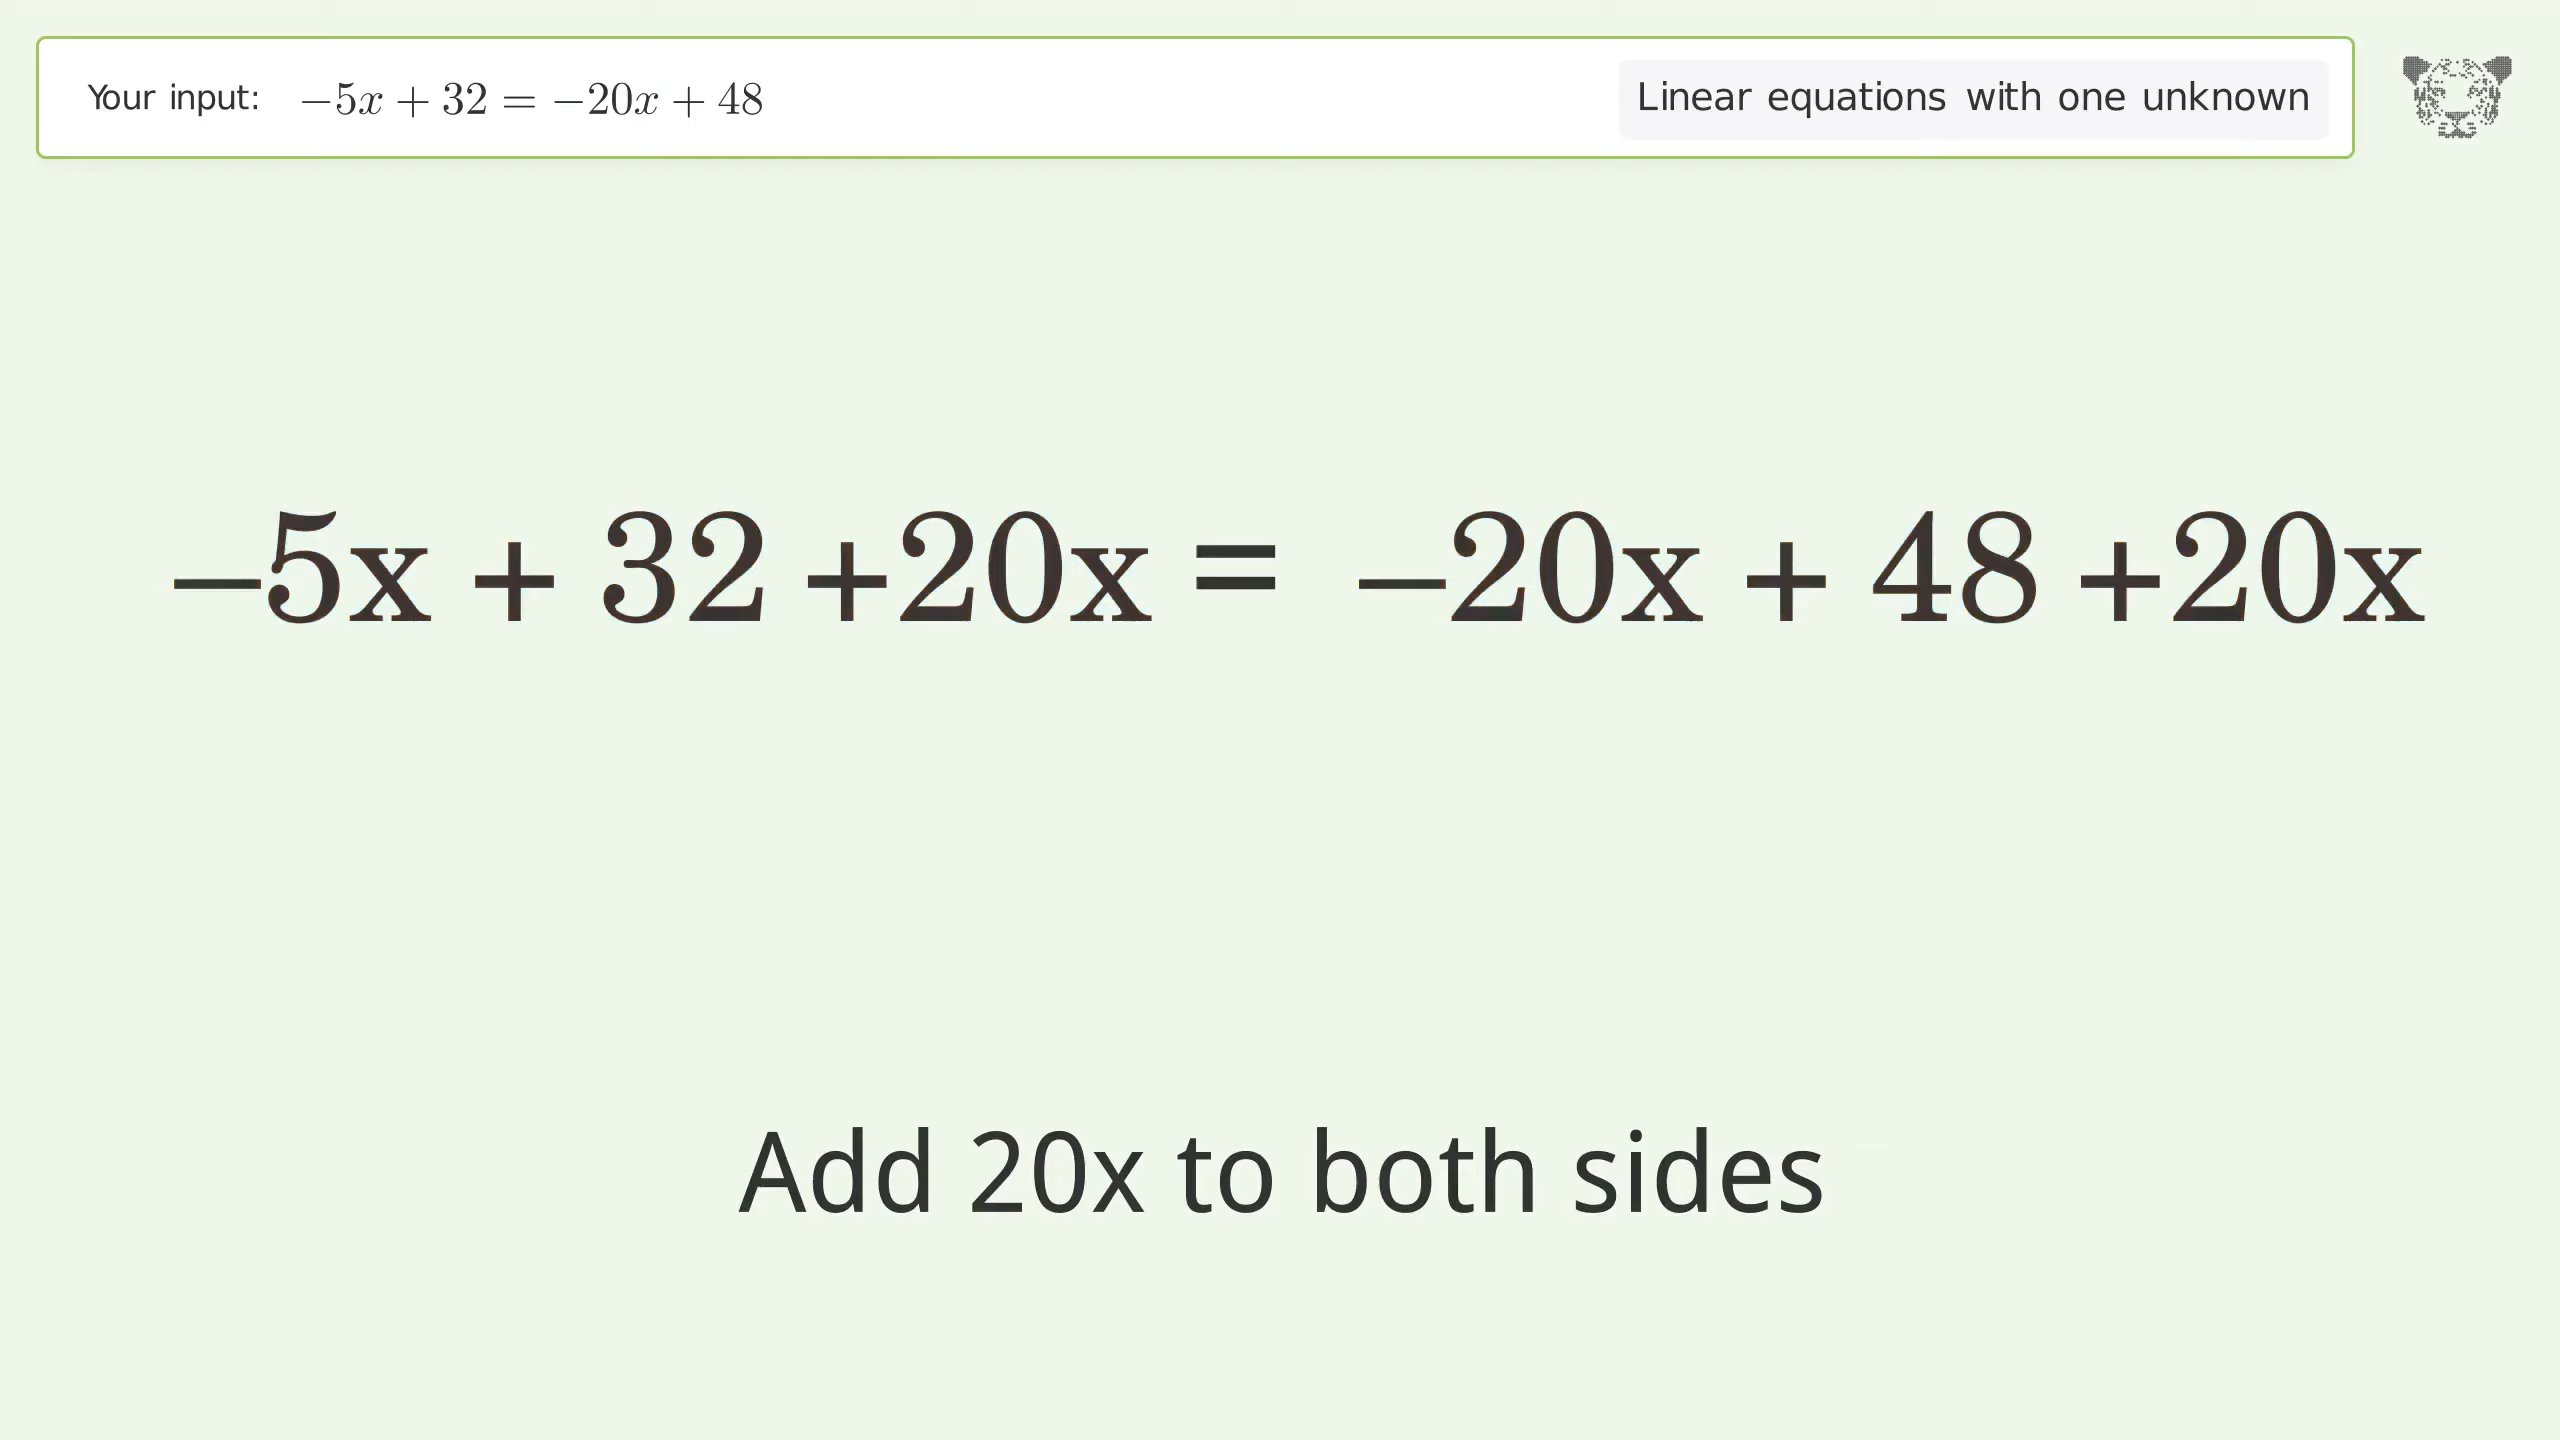 Your input: −5x + 32 = −20x + 48 Linear equations with one unknown
−5x + 32 +20x = −20x + 48 +20x
Add 20x to both sides